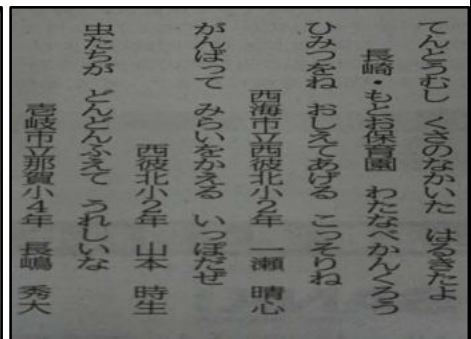 てんとうむし くさのなかいた はるきたよ
長崎・もとお保育園 わたなべかんくろう
ひみつをね おしえてあげる こっそりね
西海市立西彼北小2年 一瀬 晴心
がんばって みらいをかえる いっぽだぜ
西彼北小2年 山本 時生
虫たちが どんどんふえて うれしいな
壱岐市立那賀小4年 長嶋 秀大